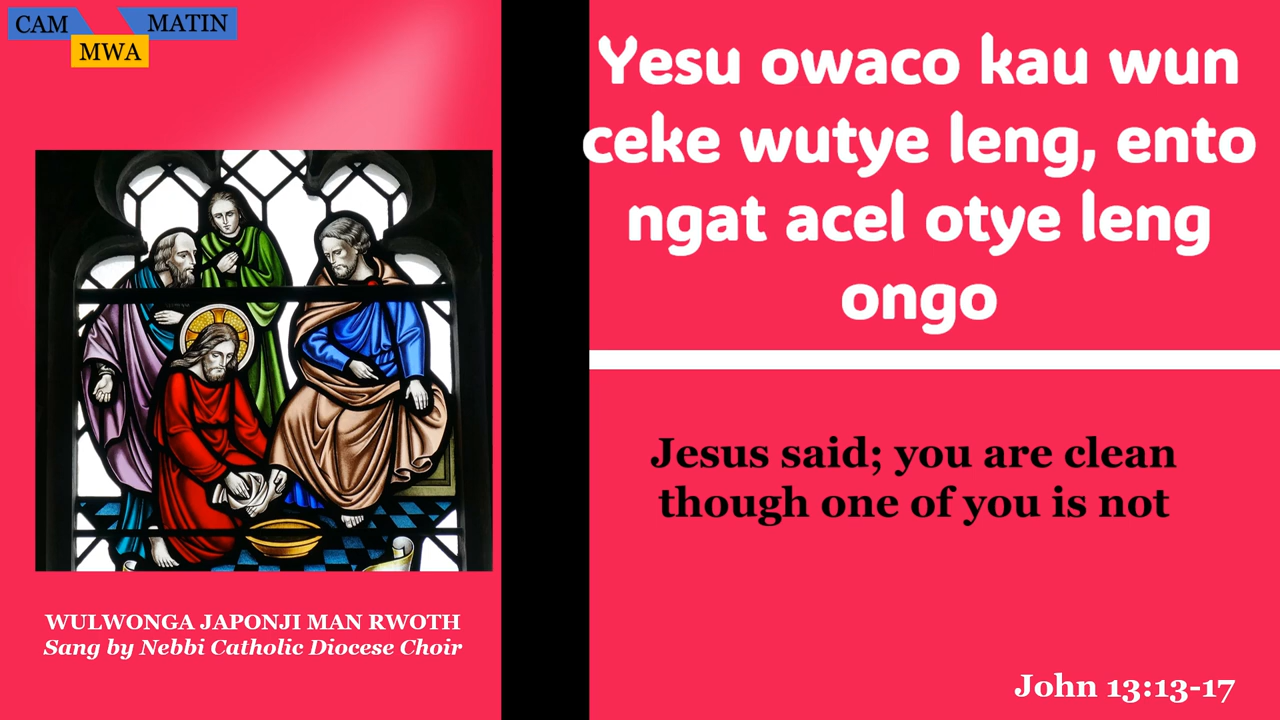 CAM MATIN
MWA
Yesu owaco kau wun
ceke wutye leng, ento
ngat acel otye leng
ongo
Jesus said; you are clean
though one of you is not
WULWONGA JAPONJI MAN RWOTH
Sang by Nebbi Catholic Diocese Choir
John 13:13-17